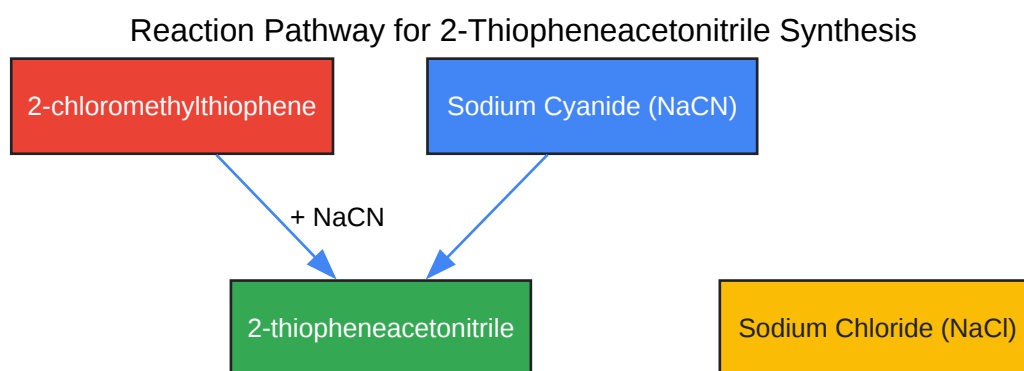 Reaction Pathway for 2-Thiopheneacetonitrile Synthesis
2-chloromethylthiophene
Sodium Cyanide (NaCN)
+ NaCN
2-thiopheneacetonitrile
Sodium Chloride (NaCl)